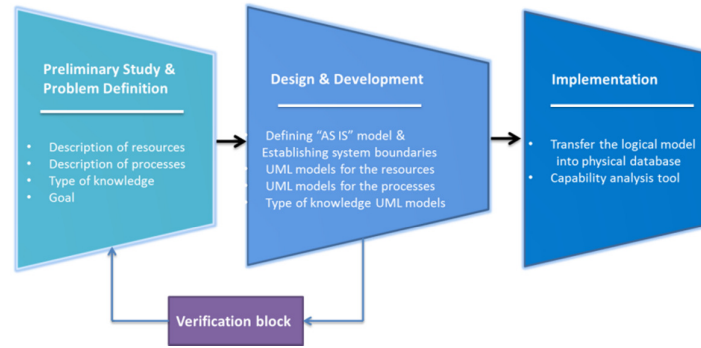 Preliminary Study &
Problem Definition
• Description of resources
• Description of processes
• Type of knowledge
• Goal
Design & Development
Defining “AS IS” model &
Establishing system boundaries
UML models for the resources
UML models for the processes
Type of knowledge UML models
Implementation
• Transfer the logical model
into physical database
• Capability analysis tool
Verification block